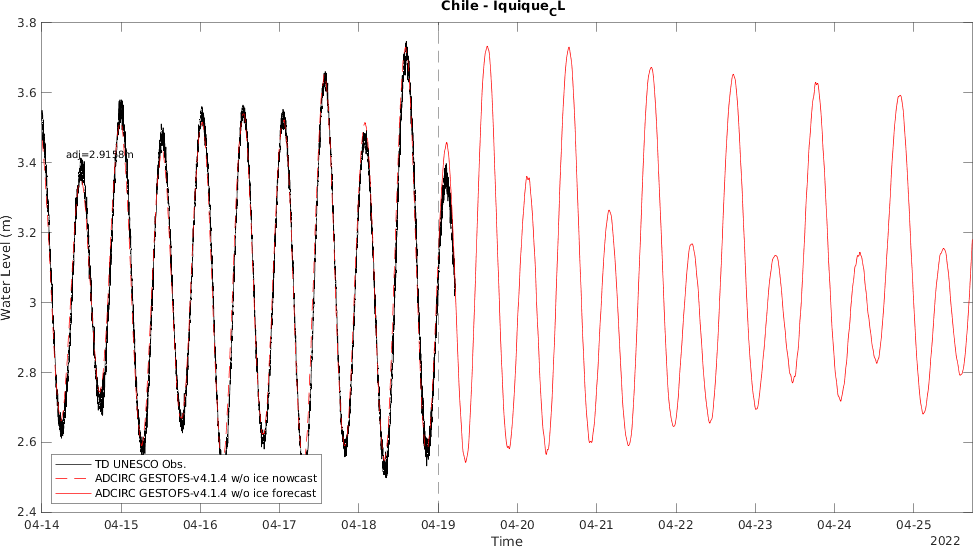 Chile - Iquique_CL
3.8
3.6
3.4
3.2
3
2.8
2.6
2.4
Water Level (m)
adj=2.9158m
TD UNESCO Obs.
ADCIRC GESTOFS-v4.1.4 w/o ice nowcast
ADCIRC GESTOFS-v4.1.4 w/o ice forecast
04-14 04-15 04-16 04-17 04-18 04-19 04-20 04-21 04-22 04-23 04-24 04-25
Time
2022